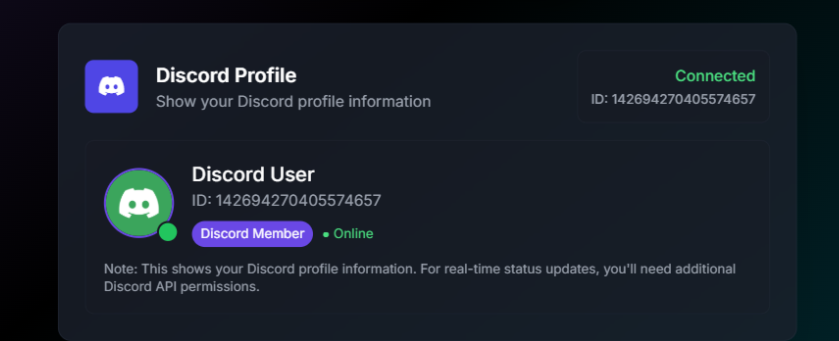 Discord Profile
Show your Discord profile information
Connected
ID: 142694270405574657
Discord User
ID: 142694270405574657
Discord Member
• Online
Note: This shows your Discord profile information. For real-time status updates, you'll need additional
Discord API permissions.